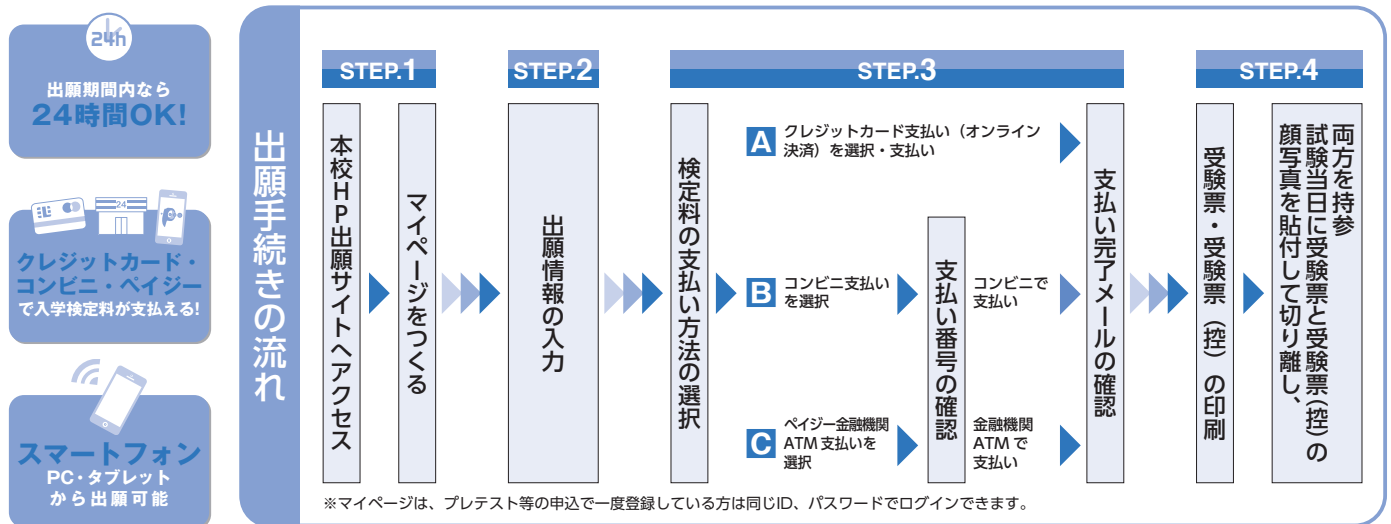 24h
出願期間内なら
24時間OK!
24
クレジットカード・
コンビニ・ペイジー
で入学検定料が支払える!
スマートフォン
PC・タブレット
から出願可能
出願手続きの流れ
STEP.1
本校HP出願サイトへアクセス
マイページをつくる
STEP.2
出願情報の入力
STEP.3
検定料の支払い方法の選択
A
クレジットカード支払い（オンライン
決済）を選択・支払い
B
コンビニ支払い
を選択
C
ペイジー金融機関
ATM 支払いを
選択
支払い番号の確認
コンビニで
支払い
金融機関
ATM で
支払い
支払い完了メールの確認
STEP.4
受験票・受験票（控）の印刷
顔写真を貼付して切り離し、
試験当日に受験票と受験票(控)の
両方を持参
※マイページは、プレテスト等の申込で一度登録している方は同じID、パスワードでログインできます。